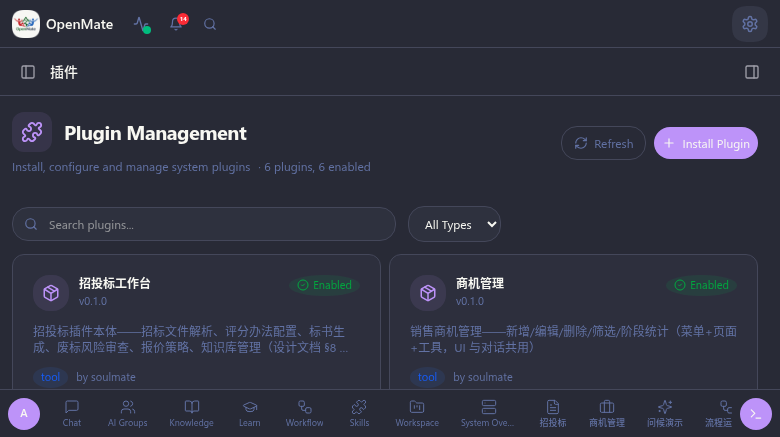 OpenMate
14
插件
Plugin Management
Install, configure and manage system plugins · 6 plugins, 6 enabled
Refresh
Install Plugin
Search plugins...
All Types
招投标工作台
v0.1.0
Enabled
招投标插件本体——招标文件解析、评分办法配置、标书生
成、废标风险审查、报价策略、知识库管理（设计文档 §8 ...
tool
by soulmate
商机管理
v0.1.0
Enabled
销售商机管理——新增/编辑/删除/筛选/阶段统计（菜单+页面
+工具，UI 与对话共用）
tool
by soulmate
A
Chat
AI Groups
Knowledge
Learn
Workflow
Skills
Workspace
System Ove...
招投标
商机管理
问候演示
流程运